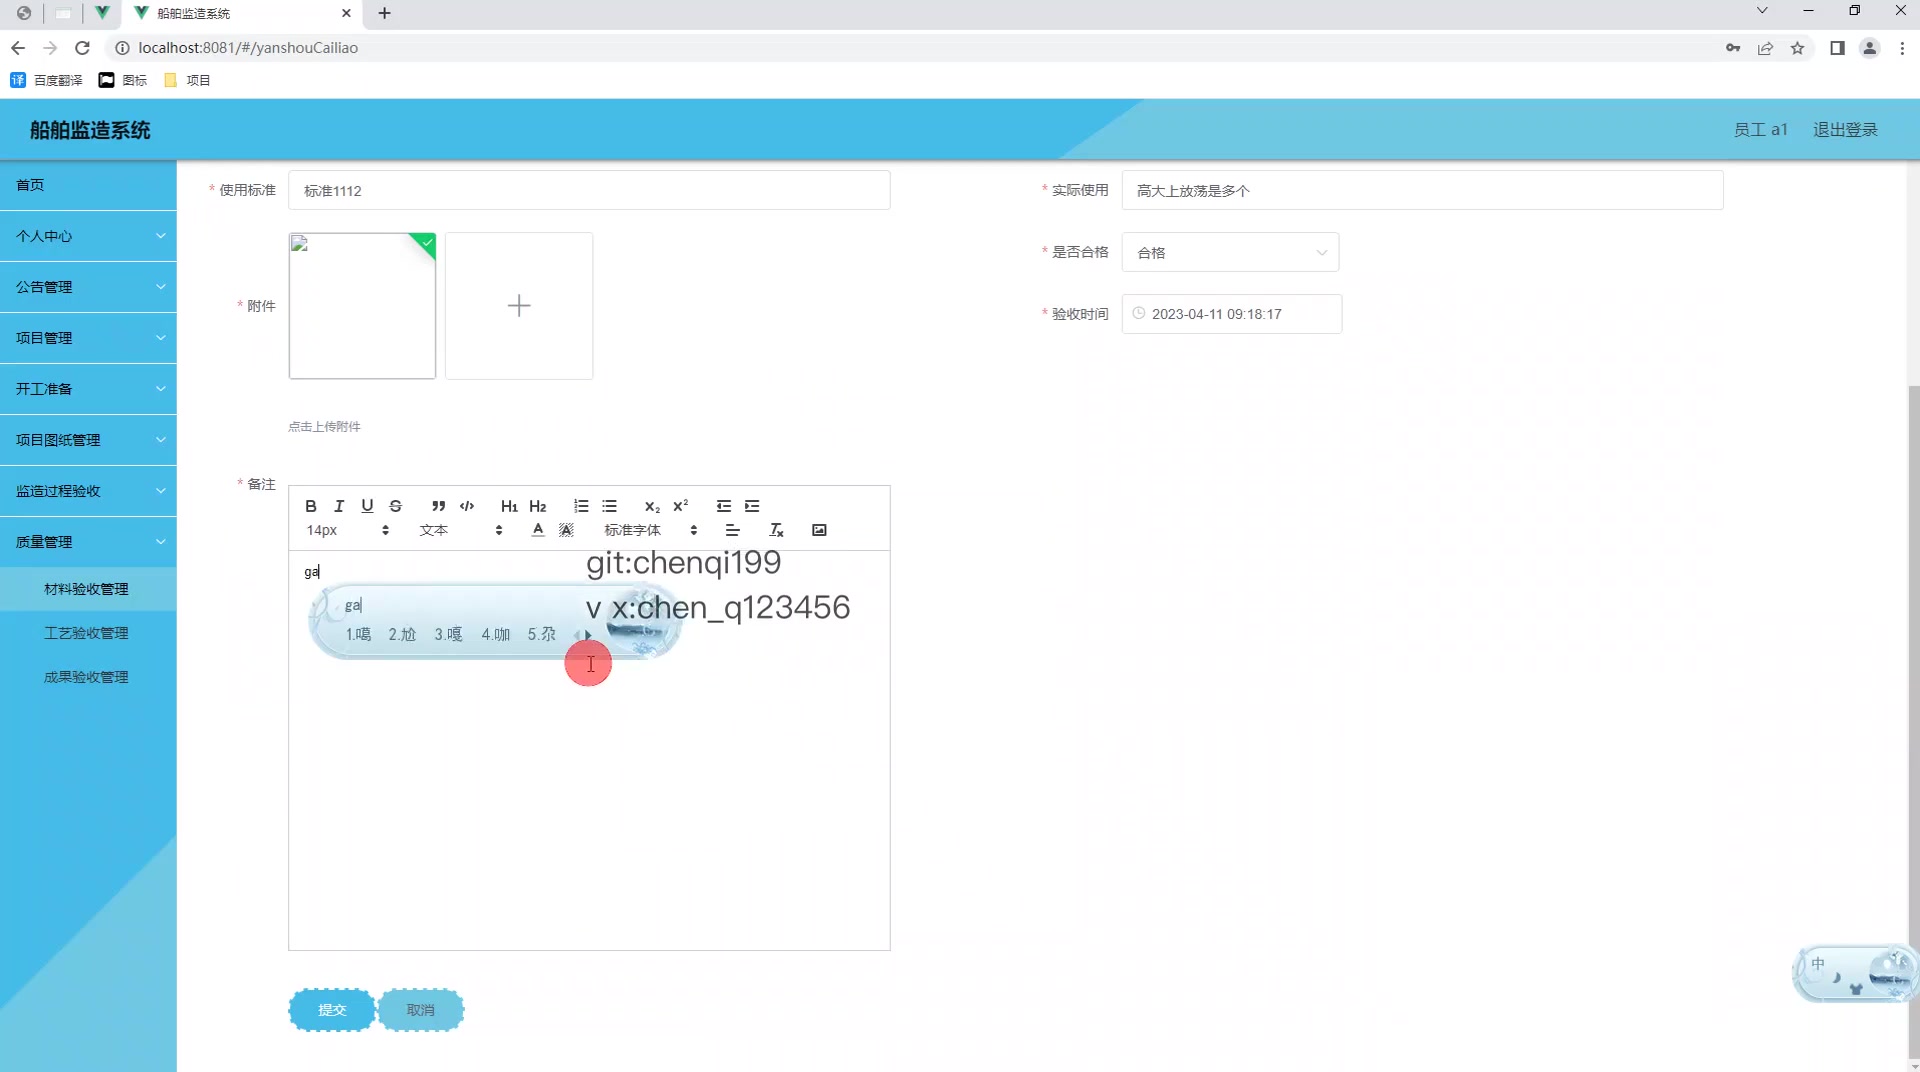 船舶监造系统
localhost:8081/#/yanshouCailiao
百度翻译 图标 项目
船舶监造系统
员工 a1 退出登录
首页
个人中心
公告管理
项目管理
开工准备
项目图纸管理
监造过程验收
质量管理
材料验收管理
工艺验收管理
成果验收管理
* 使用标准 标准1112
* 实际使用 高大上放荡是多个
* 附件
* 是否合格 合格
* 验收时间 2023-04-11 09:18:17
点击上传附件
* 备注
B I U S H1 H2 x2 x2
14px 文本 A A 标准字体
ga
git:chenqi199
ga
v x:chen_q123456
1.噶 2.尬 3.嘎 4.咖 5.尕
中
提交 取消